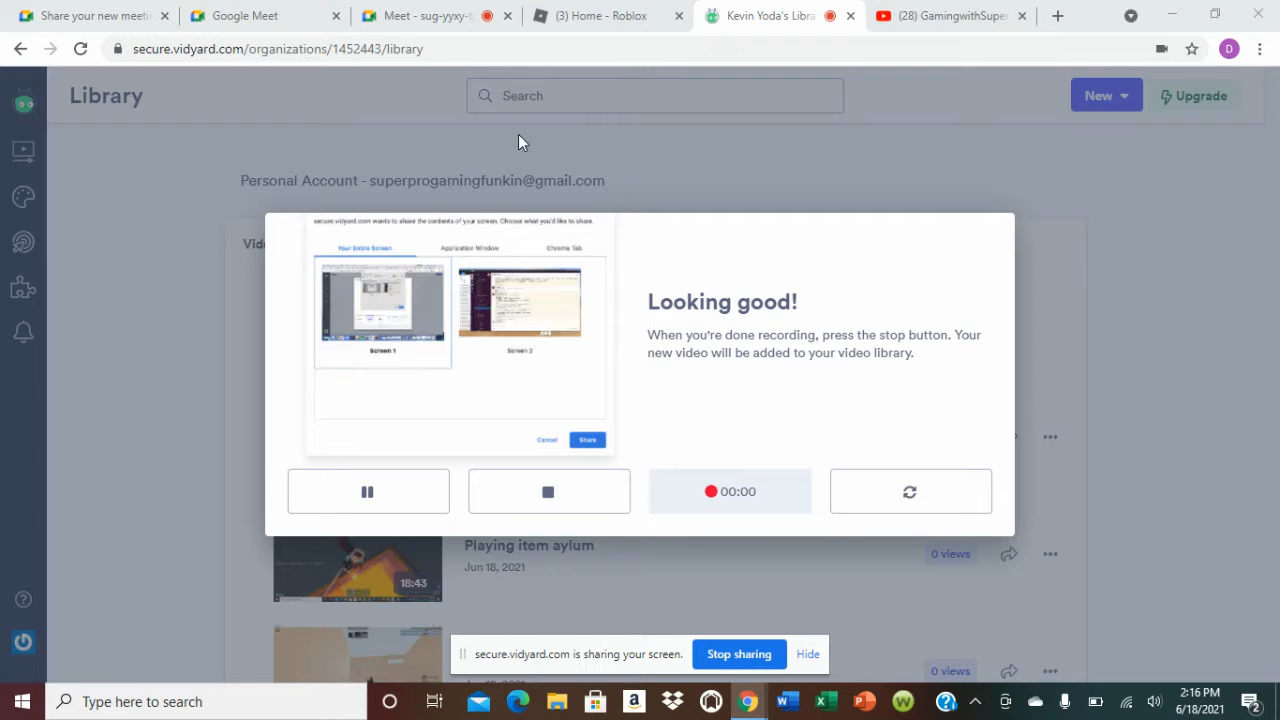 Share your new meeti
Google Meet
Meet - sug-yyx-
(3) Home - Roblox
Kevin Yoda's Libra
(28) GamingwithSuper
secure.vidyard.com/organizations/1452443/library
D
Library
Search
New
Upgrade
Personal Account - superprogamingfunkin@gmail.com
secure.vidyard.com wants to share the contents of your screen. Choose what you'd like to share.
Your Entire Screen
Application Window
Chrome Tab
Screen 1
Screen 2
Cancel
Share
Looking good!
When you're done recording, press the stop button. Your
new video will be added to your video library.
00:00
Playing item aylum
Jun 18, 2021
18:43
0 views
0 views
secure.vidyard.com is sharing your screen.
Stop sharing
Hide
Type here to search
2:16 PM
6/18/2021
2